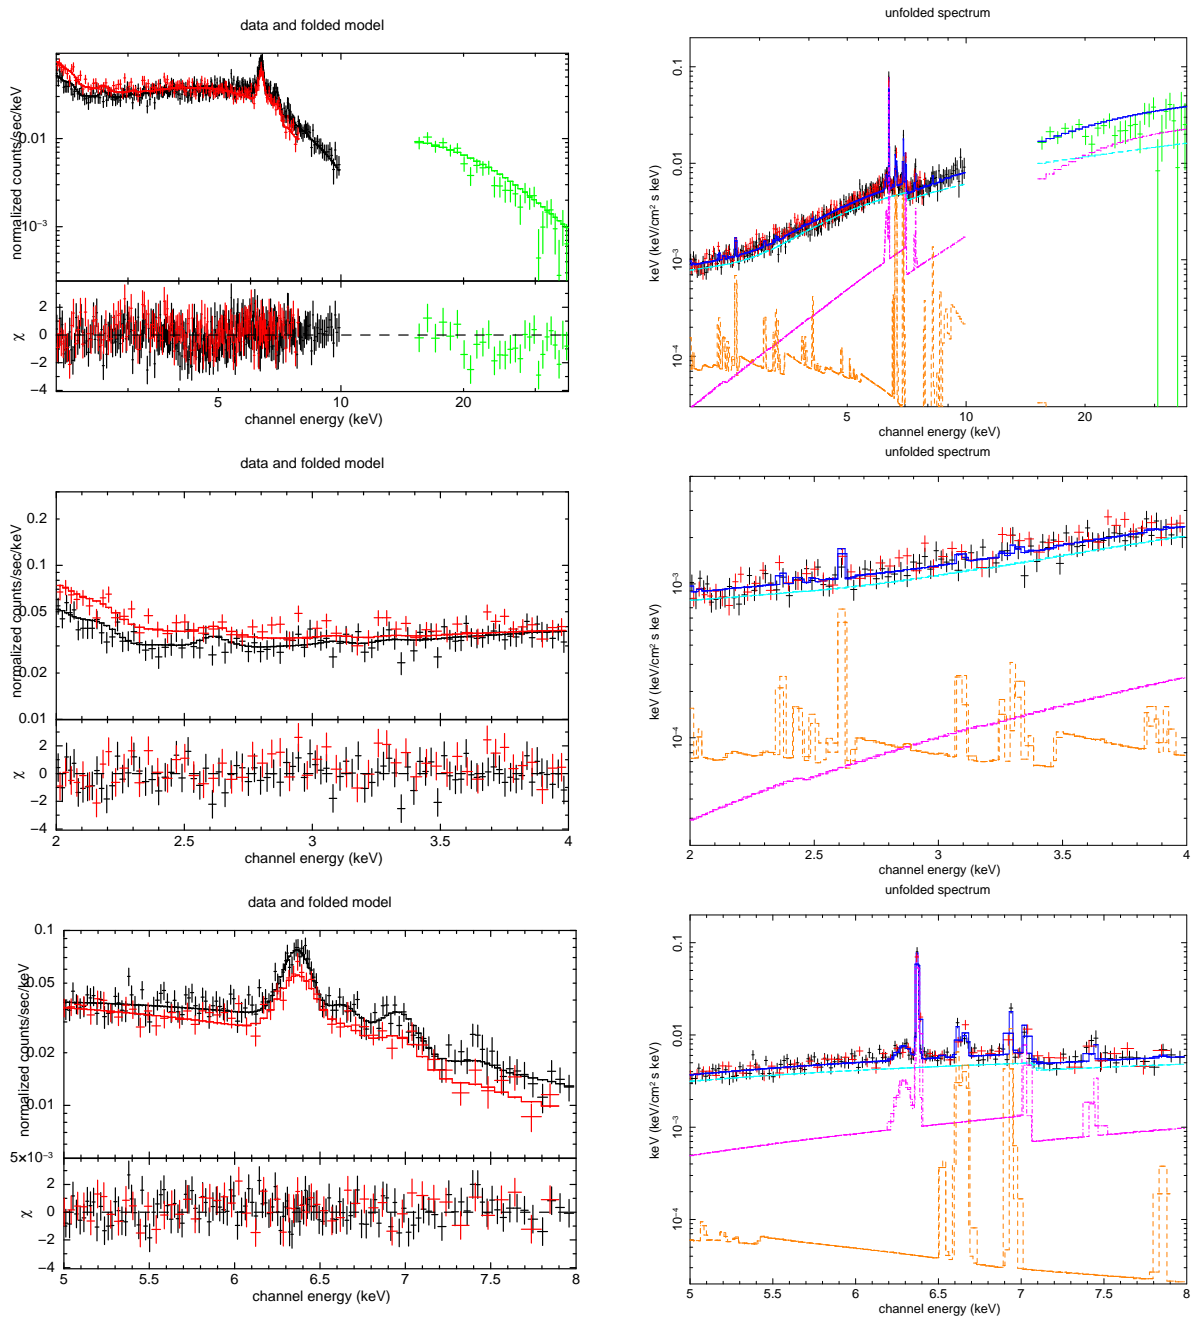 data and folded model
normalized counts/sec/keV
0.01
10⁻³
χ
2
0
−2
−4
5 10 20
channel energy (keV)
unfolded spectrum
keV (keV/cm² s keV)
0.1
0.01
10⁻³
10⁻⁴
5 10 20
channel energy (keV)
data and folded model
normalized counts/sec/keV
0.2
0.1
0.05
0.02
0.01
χ
2
0
−2
−4
2 2.5 3 3.5 4
channel energy (keV)
unfolded spectrum
keV (keV/cm² s keV)
10⁻³
10⁻⁴
2 2.5 3 3.5 4
channel energy (keV)
data and folded model
normalized counts/sec/keV
0.1
0.05
0.02
0.01
5×10⁻³
χ
2
0
−2
−4
5 5.5 6 6.5 7 7.5 8
channel energy (keV)
unfolded spectrum
keV (keV/cm² s keV)
0.1
0.01
10⁻³
10⁻⁴
5 5.5 6 6.5 7 7.5 8
channel energy (keV)